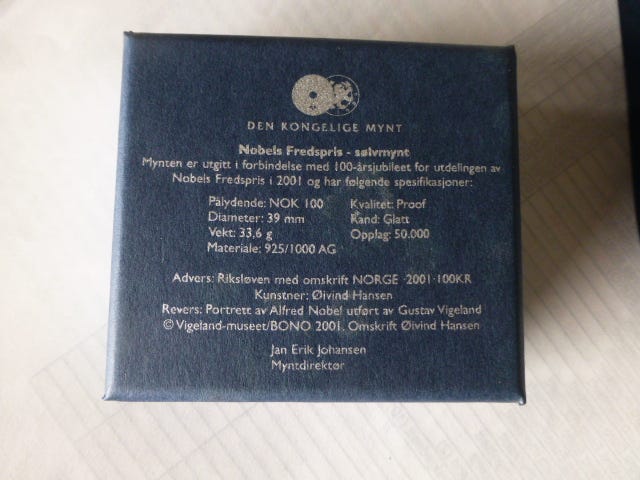 DEN KONGELIGE MYNT
Nobels Fredspris - sølvmynt
Mynten er utgitt i forbindelse med 100-årsjubileet for utdelingen av
Nobels Fredspris i 2001 og har følgende spesifikasjoner:
Pålydende: NOK 100 Kvalitet: Proof
Diameter: 39 mm Rand: Glatt
Vekt: 33,6 g Opplag: 50.000
Materiale: 925/1000 AG
Advers: Riksløven med omskrift NORGE ·2001·100KR
Kunstner: Øivind Hansen
Revers: Portrett av Alfred Nobel utført av Gustav Vigeland
© Vigeland-museet/BONO 2001. Omskrift Øivind Hansen
Jan Erik Johansen
Myntdirektør